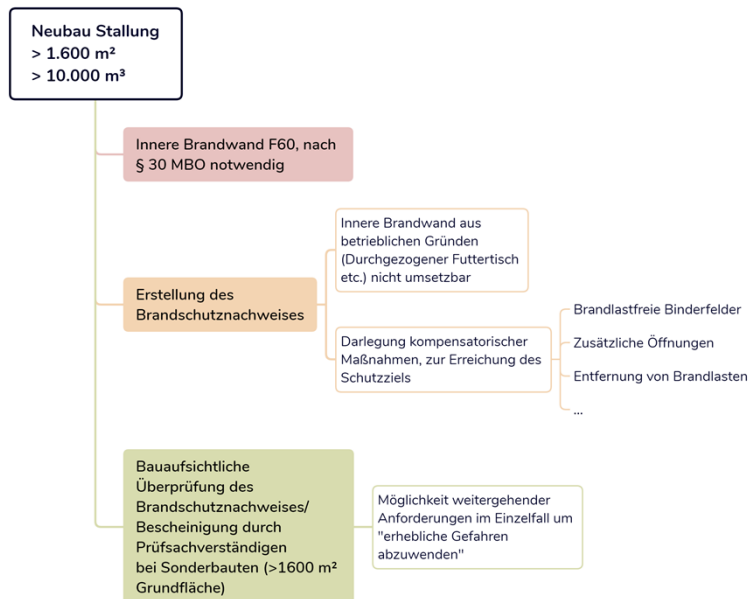 Neubau Stallung
> 1.600 m²
> 10.000 m³
Innere Brandwand F60, nach
§ 30 MBO notwendig
Erstellung des
Brandschutznachweises
Innere Brandwand aus
betrieblichen Gründen
(Durchgezogener Futtertisch
etc.) nicht umsetzbar
Darlegung kompensatorischer
Maßnahmen, zur Erreichung des
Schutzziels
Brandlastfreie Binderfelder
Zusätzliche Öffnungen
Entfernung von Brandlasten
...
Bauaufsichtliche
Überprüfung des
Brandschutznachweises/
Bescheinigung durch
Prüfsachverständigen
bei Sonderbauten (>1600 m²
Grundfläche)
Möglichkeit weitergehender
Anforderungen im Einzelfall um
"erhebliche Gefahren
abzuwenden"